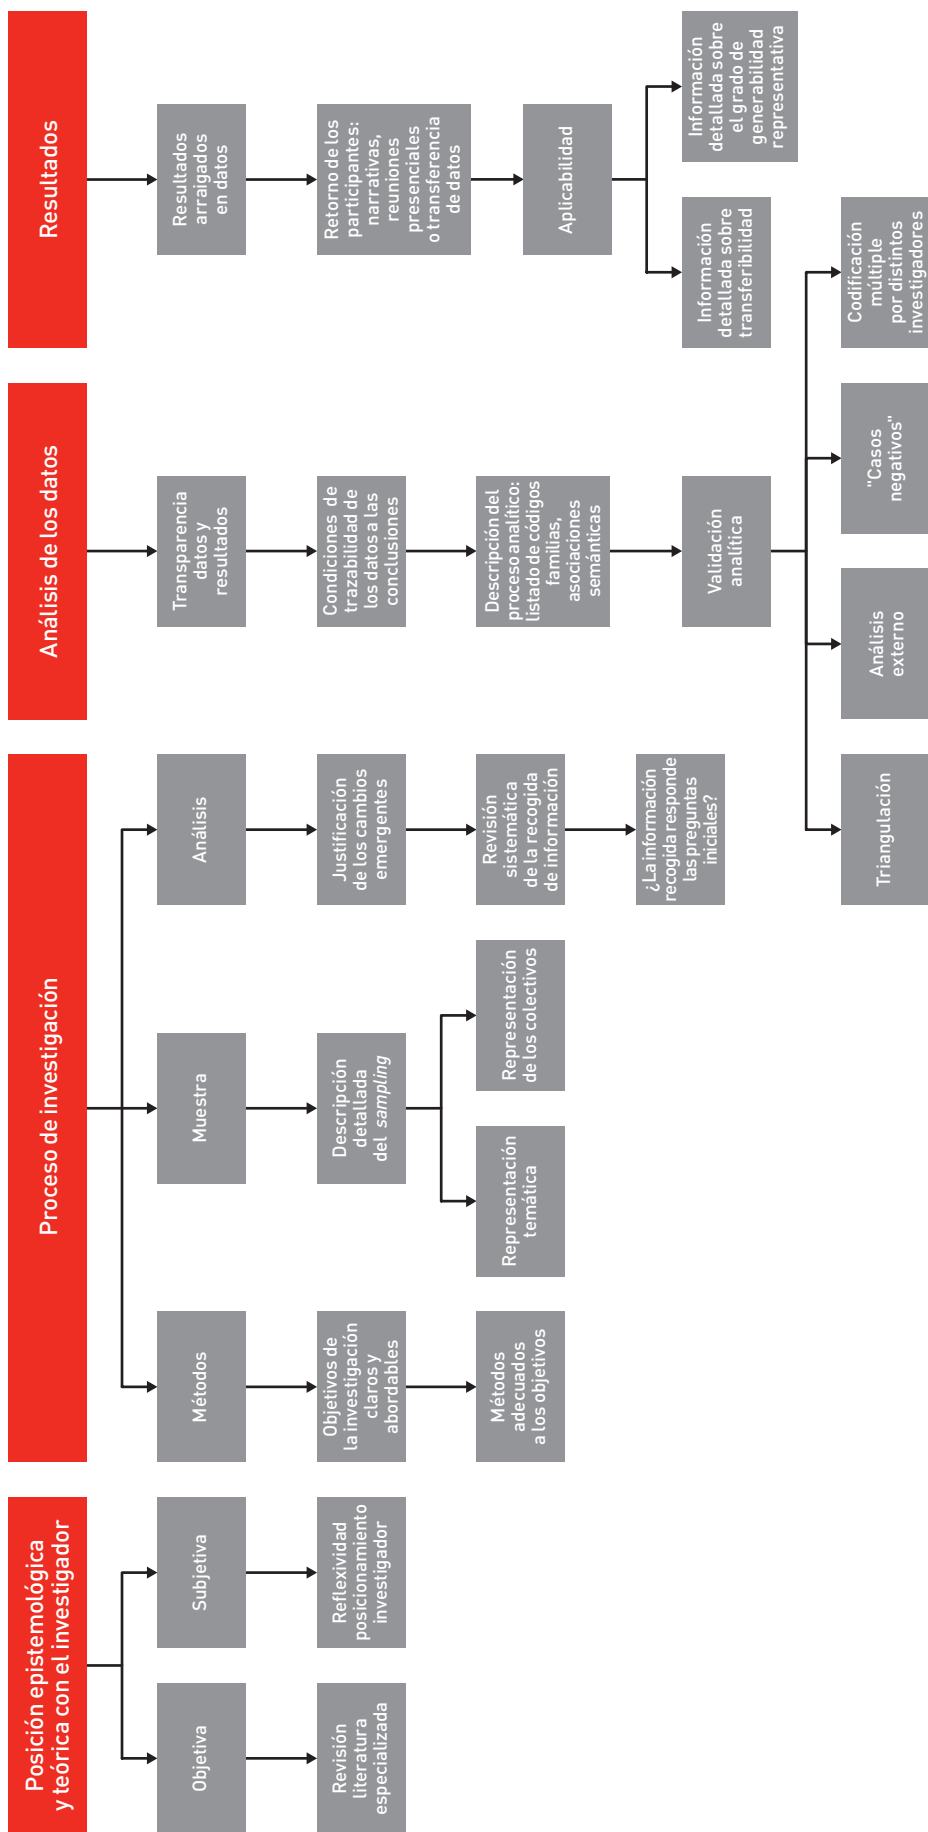 Posición epistemológica
y teórica con el investigador
Objetiva
Revisión
literatura
especializada
Subjetiva
Reflexividad
posicionamiento
investigador
Proceso de investigación
Métodos
Objetivos de
la investigación
claros y
abordables
Métodos
adecuados
a los objetivos
Muestra
Descripción
detallada
del sampling
Representación
temática
Representación
de los colectivos
Análisis
Justificación
de los cambios
emergentes
Revisión
sistemática
de la recogida
de información
¿La información
recogida responde
las preguntas
iniciales?
Análisis de los datos
Transparencia
datos y
resultados
Condiciones de
trazabilidad de
los datos a las
conclusiones
Descripción del
proceso analítico:
listado de códigos
familias,
asociaciones
semánticas
Validación
analítica
Triangulación
Análisis
externo
"Casos
negativos"
Codificación
múltiple
por distintos
investigadores
Resultados
Resultados
arraigados
en datos
Retorno de los
participantes:
narrativas,
reuniones
presenciales
o transferencia
de datos
Aplicabilidad
Información
detallada sobre
transferibilidad
Información
detallada sobre
el grado de
generabilidad
representativa